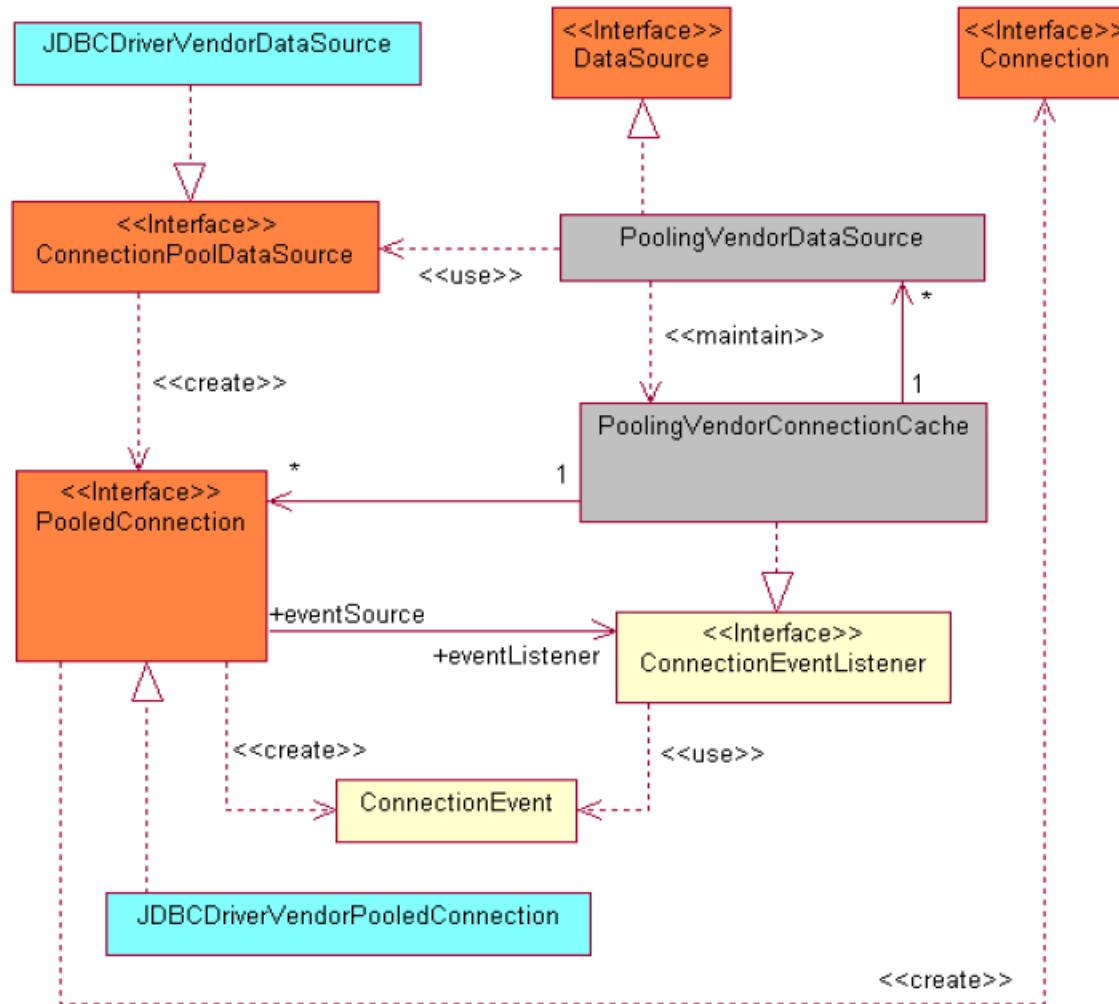 JDBCDriverVendorDataSource
<<Interface>>
DataSource
<<Interface>>
Connection
<<Interface>>
ConnectionPoolDataSource
PoolingVendorDataSource
<<use>>
*
<<maintain>>
<<create>>
1
PoolingVendorConnectionCache
*
1
<<Interface>>
PooledConnection
+eventSource
+eventListener
<<Interface>>
ConnectionEventListener
<<create>>
<<use>>
ConnectionEvent
JDBCDriverVendorPooledConnection
<<create>>